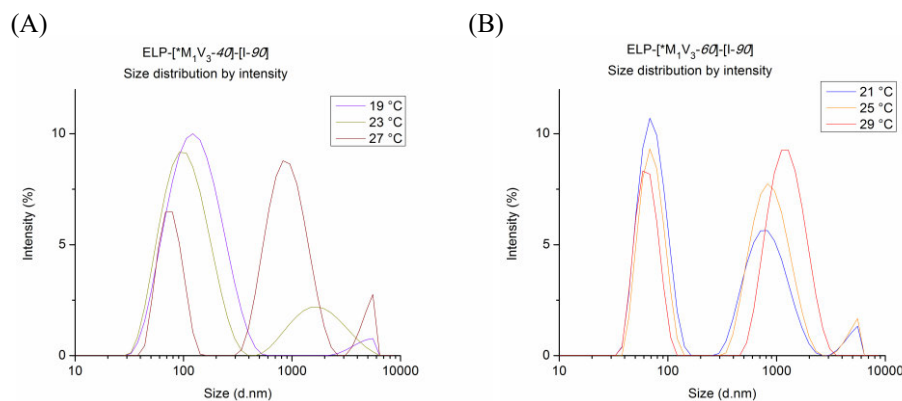 (A)
ELP-[*M₁V₃-40]-[I-90]
Size distribution by intensity
19 °C
23 °C
27 °C
10
5
0
Intensity (%)
10 100 1000 10000
Size (d.nm)
(B)
ELP-[*M₁V₃-60]-[I-90]
Size distribution by intensity
21 °C
25 °C
29 °C
10
5
0
Intensity (%)
10 100 1000 10000
Size (d.nm)